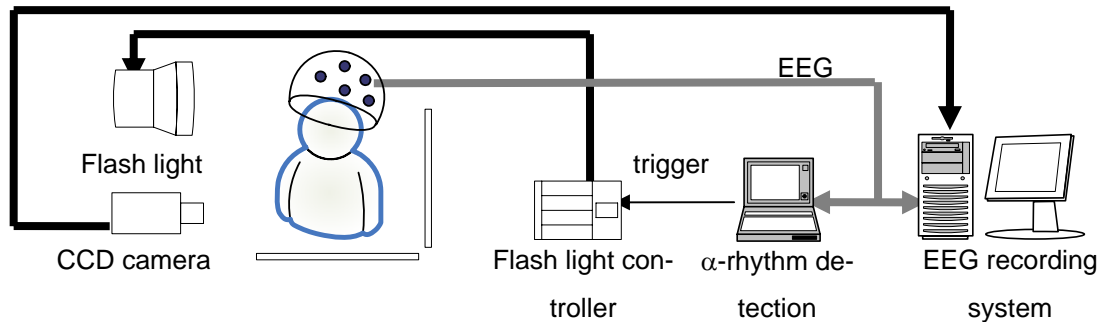 EEG
Flash light
trigger
CCD camera
Flash light con-
troller
α-rhythm de-
tection
EEG recording
system